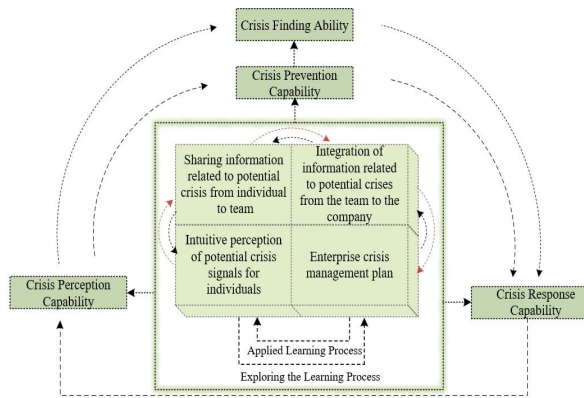 Crisis Finding Ability
Crisis Prevention
Capability
Sharing information
related to potential
crisis from individual
to team
Integration of
information related
to potential crises
from the team to the
company
Intuitive perception
of potential crisis
signals for
individuals
Enterprise crisis
management plan
Crisis Perception
Capability
Crisis Response
Capability
Applied Learning Process
Exploring the Learning Process